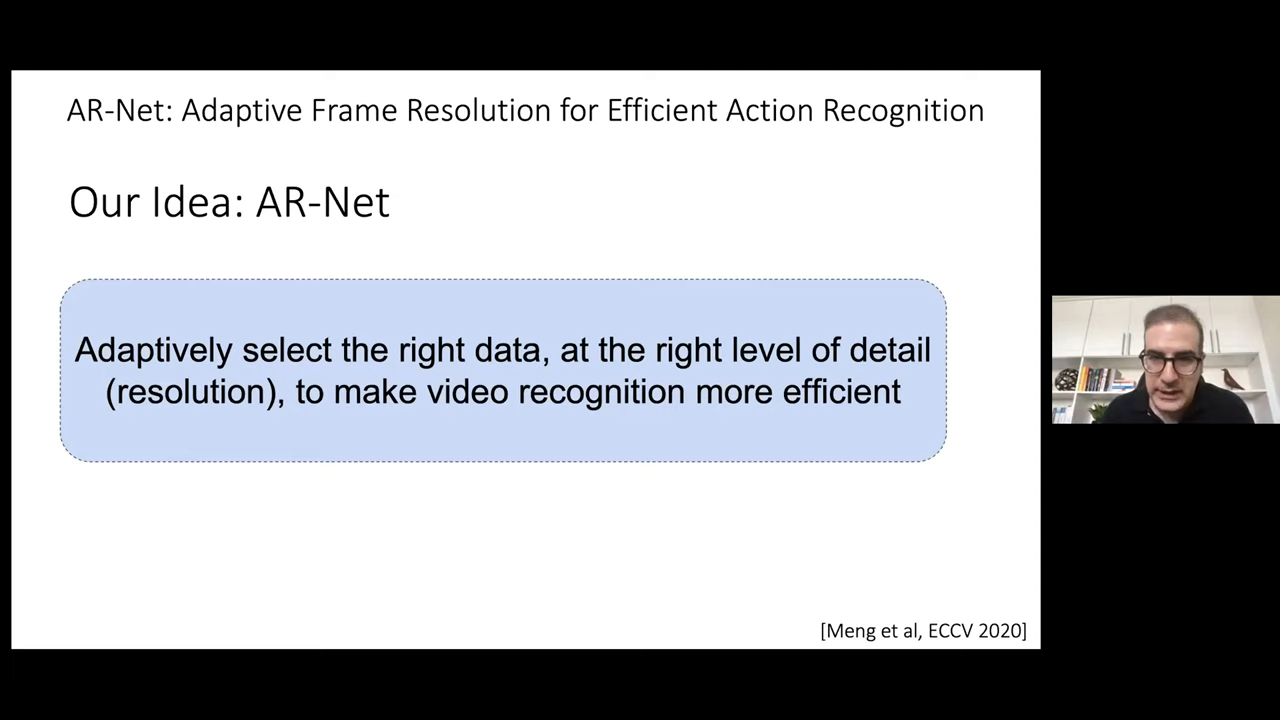 AR-Net: Adaptive Frame Resolution for Efficient Action Recognition
Our Idea: AR-Net
Adaptively select the right data, at the right level of detail
(resolution), to make video recognition more efficient
[Meng et al, ECCV 2020]